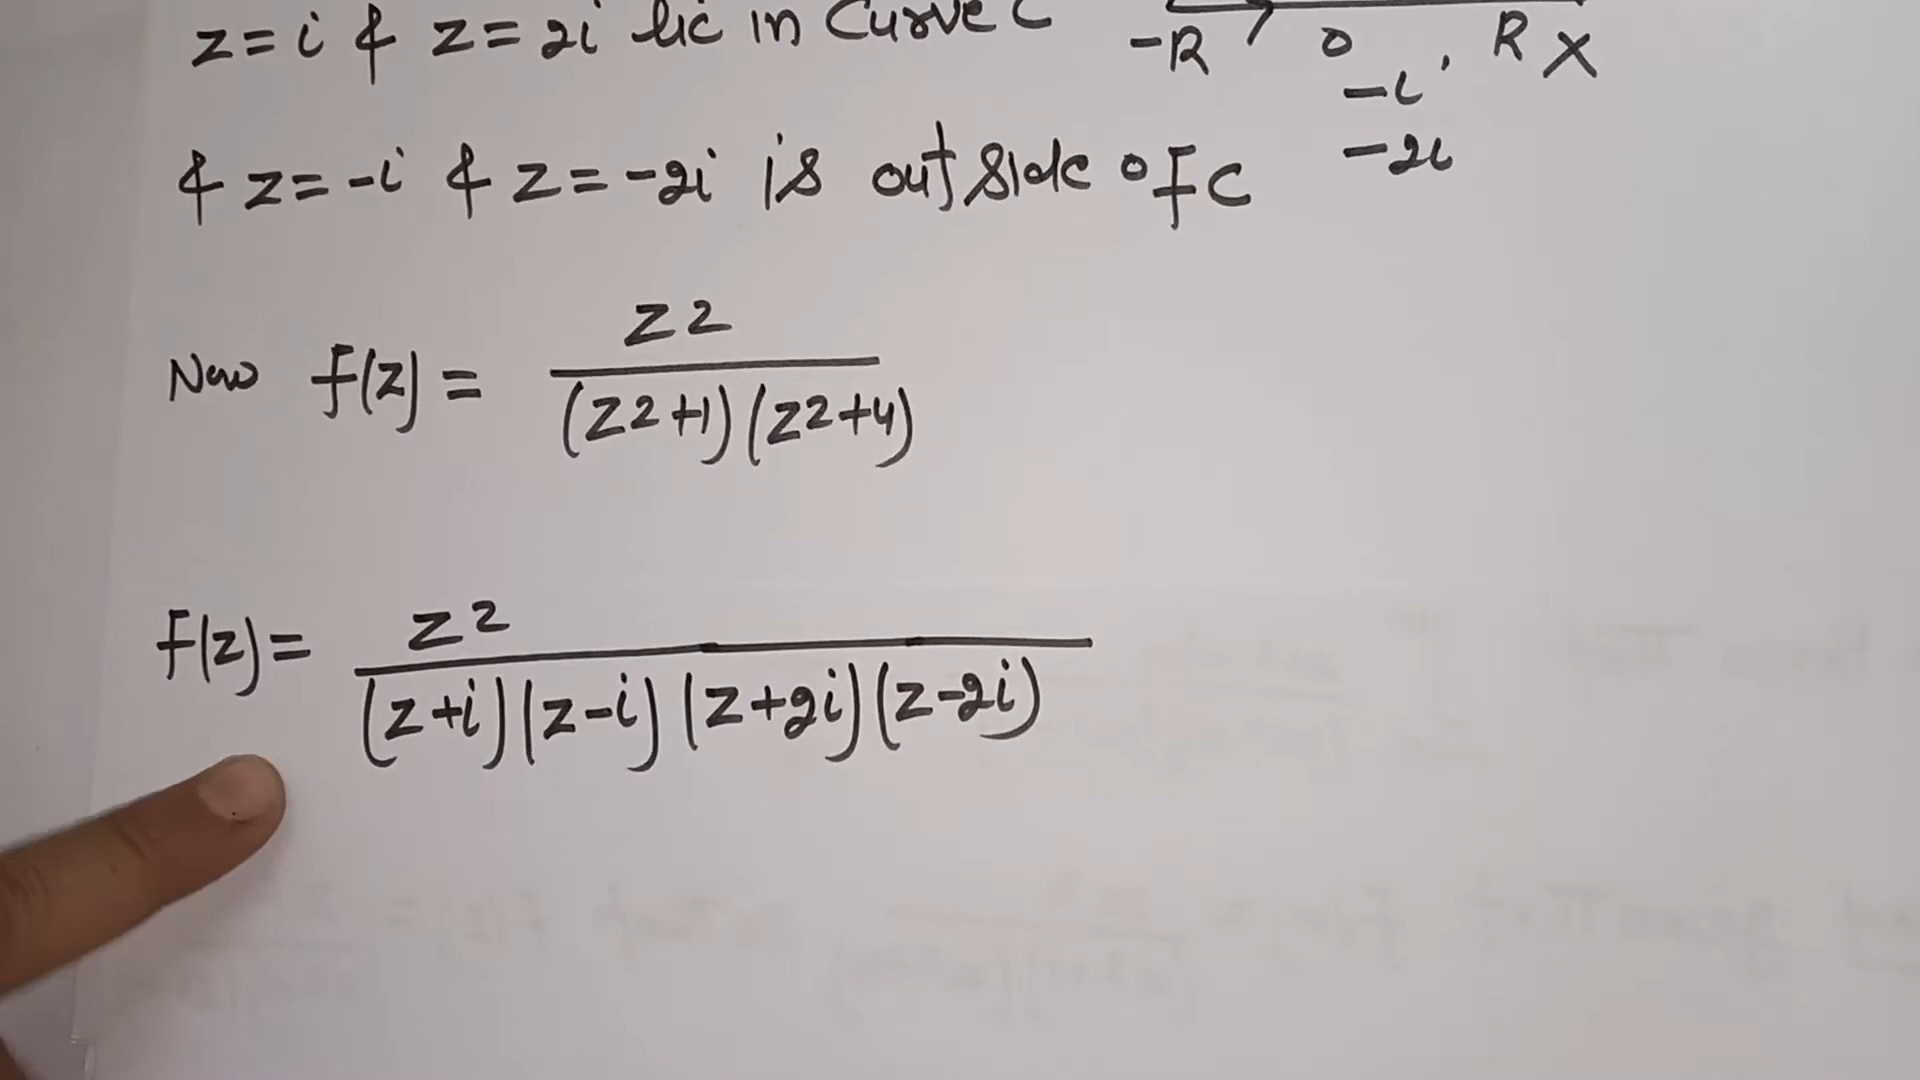 z=i & z=2i lie in Curve C
-R 0 R X
-i
& z=-i & z=-2i is outside of C
-2i
Now f(z) = z2
(z2+1)(z2+4)
f(z)= z2
(z+i)(z-i)(z+2i)(z-2i)